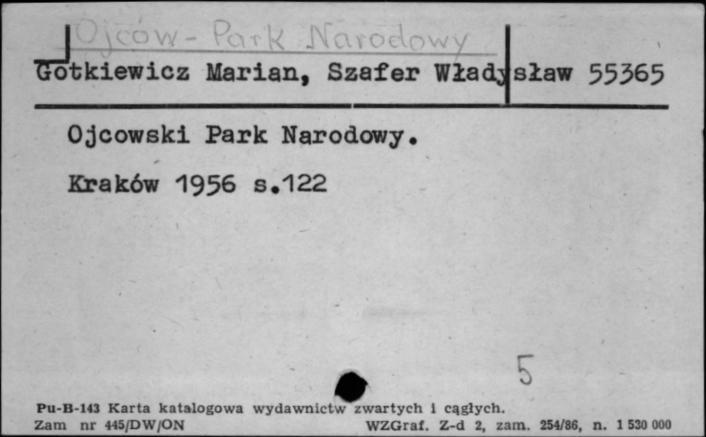 Ojców - Park Narodowy
Gotkiewicz Marian, Szafer Władysław 55365
Ojcowski Park Narodowy.
Kraków 1956 s.122
5
Pu-B-143 Karta katalogowa wydawnictw zwartych i cągłych.
Zam nr 445/DW/ON WZGraf. Z-d 2, zam. 254/86, n. 1 530 000